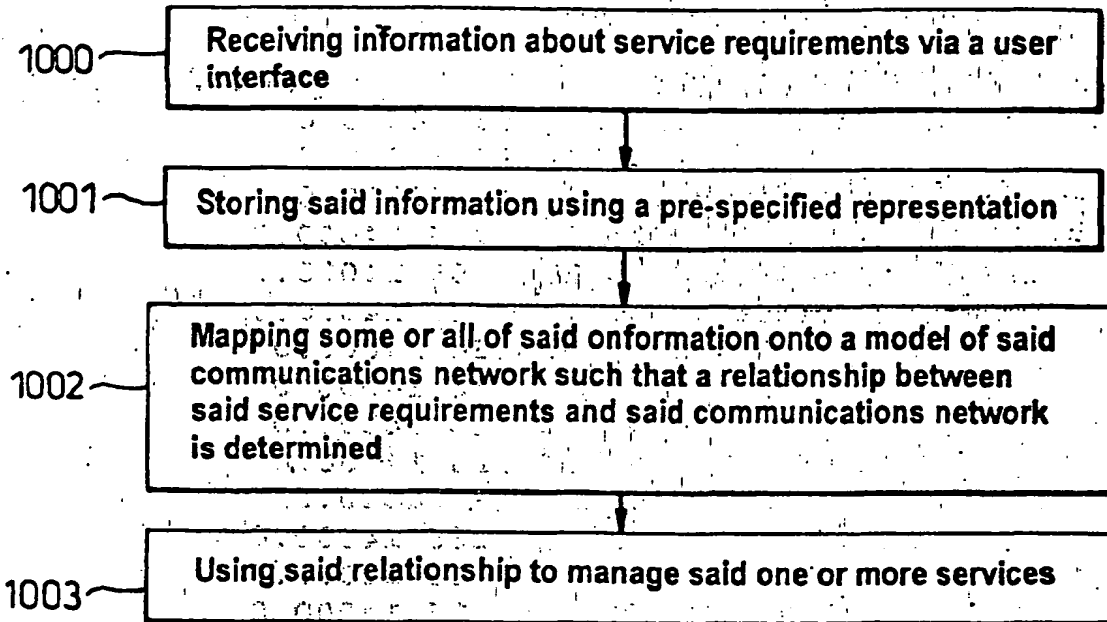 1000
Receiving information about service requirements via a user
interface
1001
Storing said information using a pre-specified representation
1002
Mapping some or all of said onformation onto a model of said
communications network such that a relationship between
said service requirements and said communications network
is determined
1003
Using said relationship to manage said one or more services